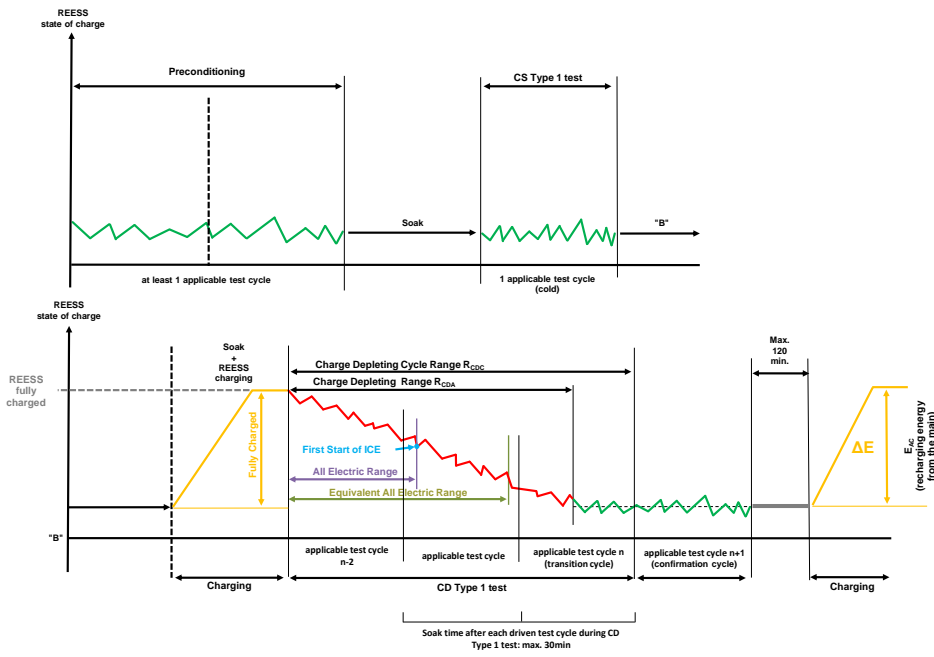 REESS
state of charge
Preconditioning
CS Type 1 test
Soak
"B"
at least 1 applicable test cycle
1 applicable test cycle
(cold)
REESS
state of charge
Soak
+
REESS
charging
Max.
120
min.
Charge Depleting Cycle Range RCDC
REESS
fully
charged
Charge Depleting Range RCDA
Fully Charged
First Start of ICE
All Electric Range
Equivalent All Electric Range
ΔE
EAC
(recharging energy
from the main)
"B"
applicable test cycle
n-2
applicable test cycle
applicable test cycle n
(transition cycle)
applicable test cycle n+1
(confirmation cycle)
Charging
CD Type 1 test
Charging
Soak time after each driven test cycle during CD
Type 1 test: max. 30min